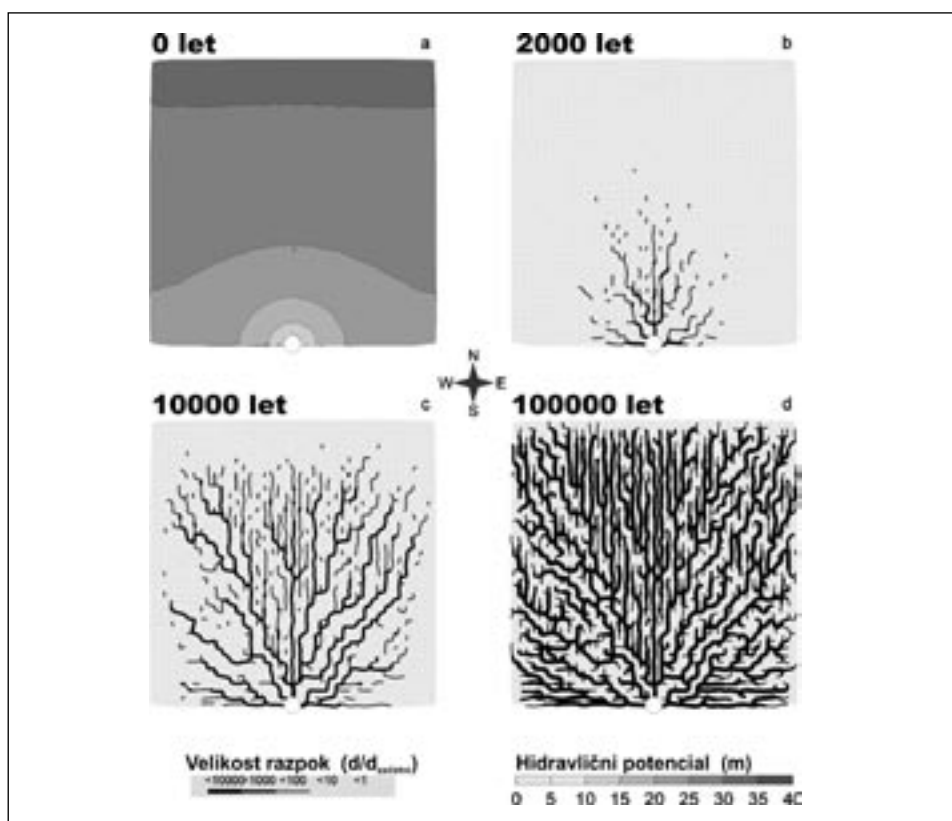 0 let a
2000 let b
N
W E
S
10000 let c
100000 let d
Velikost razpok (d/d
<10000 <1000 <100 <10 <1
Hidravlični potencial (m)
0 5 10 15 20 25 30 35 40